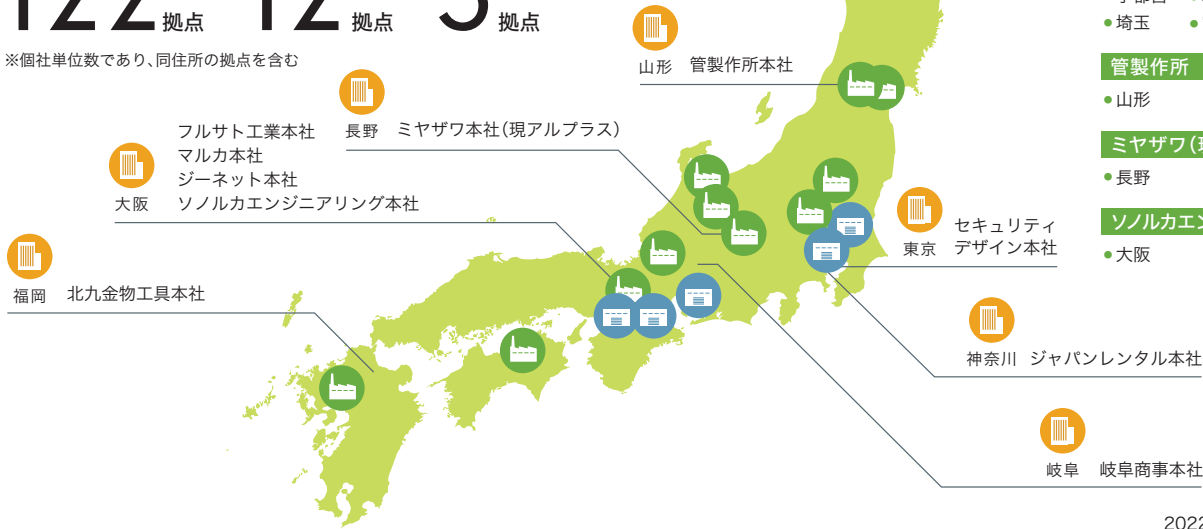 122拠点 12拠点 5拠点
※個社単位数であり、同住所の拠点を含む
山形 管製作所本社
長野 ミヤザワ本社(現アルプラス)
フルサト工業本社
マルカ本社
ジーネット本社
大阪 ソノルカエンジニアリング本社
福岡 北九金物工具本社
セキュリティ
東京 デザイン本社
神奈川 ジャパンレンタル本社
岐阜 岐阜商事本社
●埼玉 ●
管製作所
●山形
ミヤザワ(現
●長野
ソノルカエン
●大阪
2022